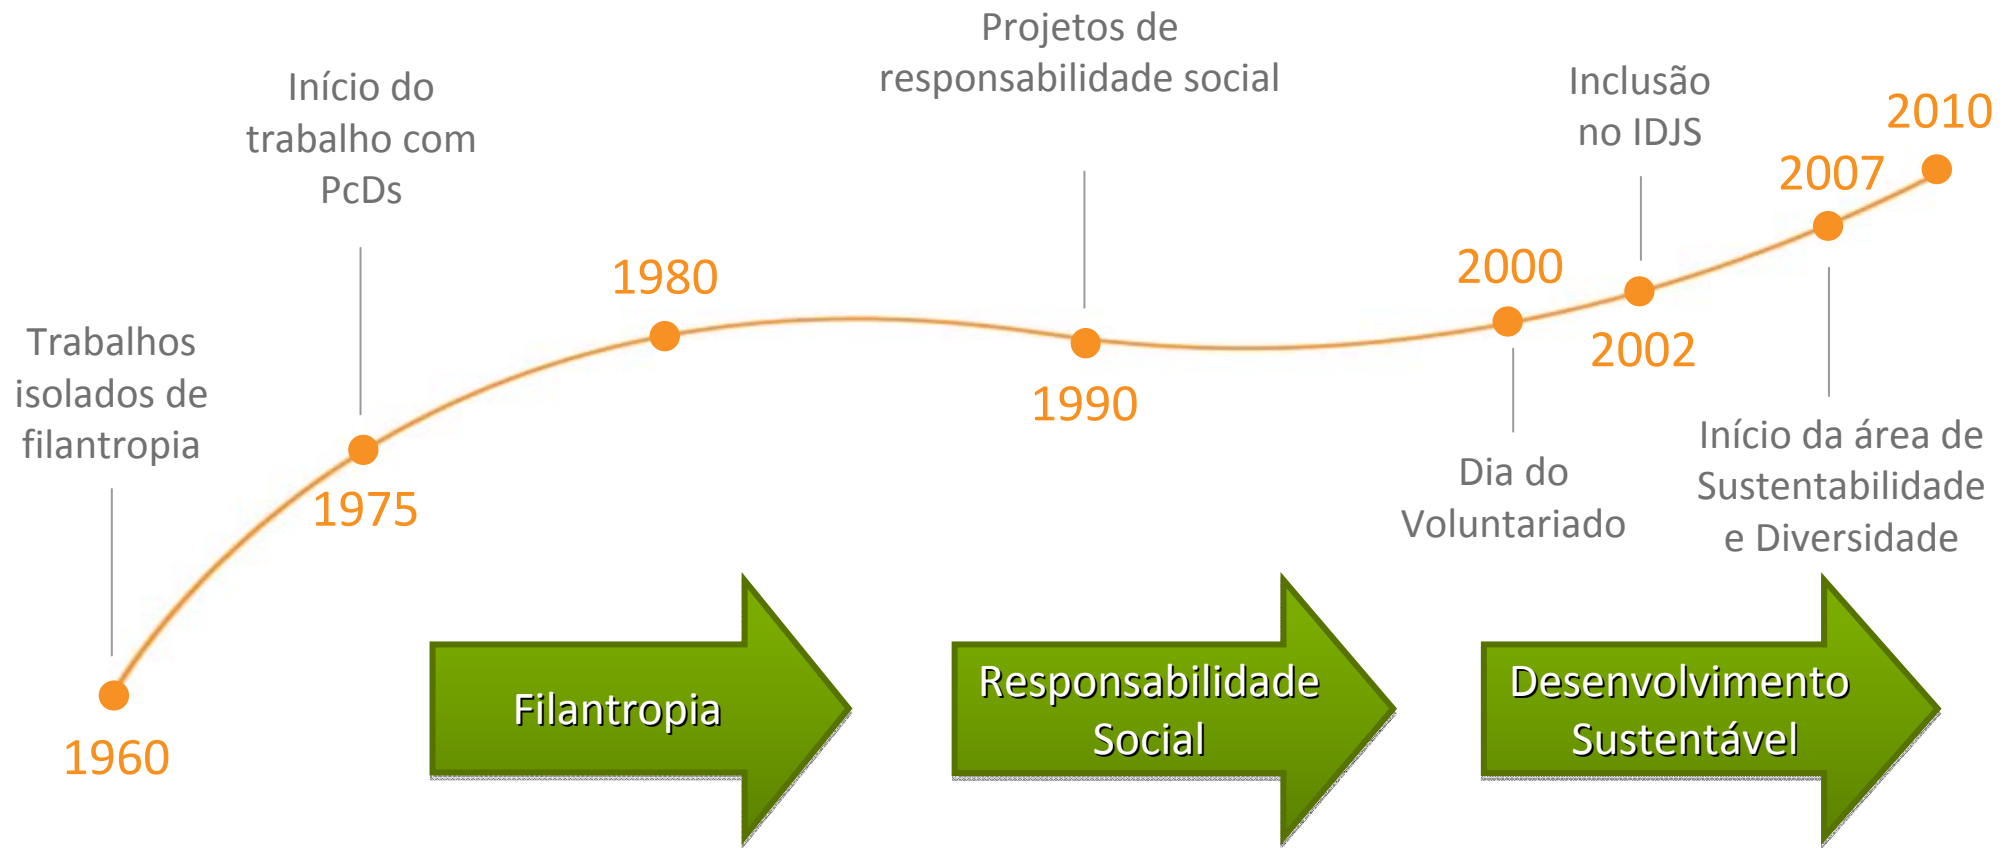 Trabalhos
isolados de
filantropia
1960
Início do
trabalho com
PcDs
1975
1980
Projetos de
responsabilidade social
1990
2000
Dia do
Voluntariado
Inclusão
no IDJS
2002
2007
Início da área de
Sustentabilidade
e Diversidade
2010
Filantropia
Responsabilidade
Social
Desenvolvimento
Sustentável